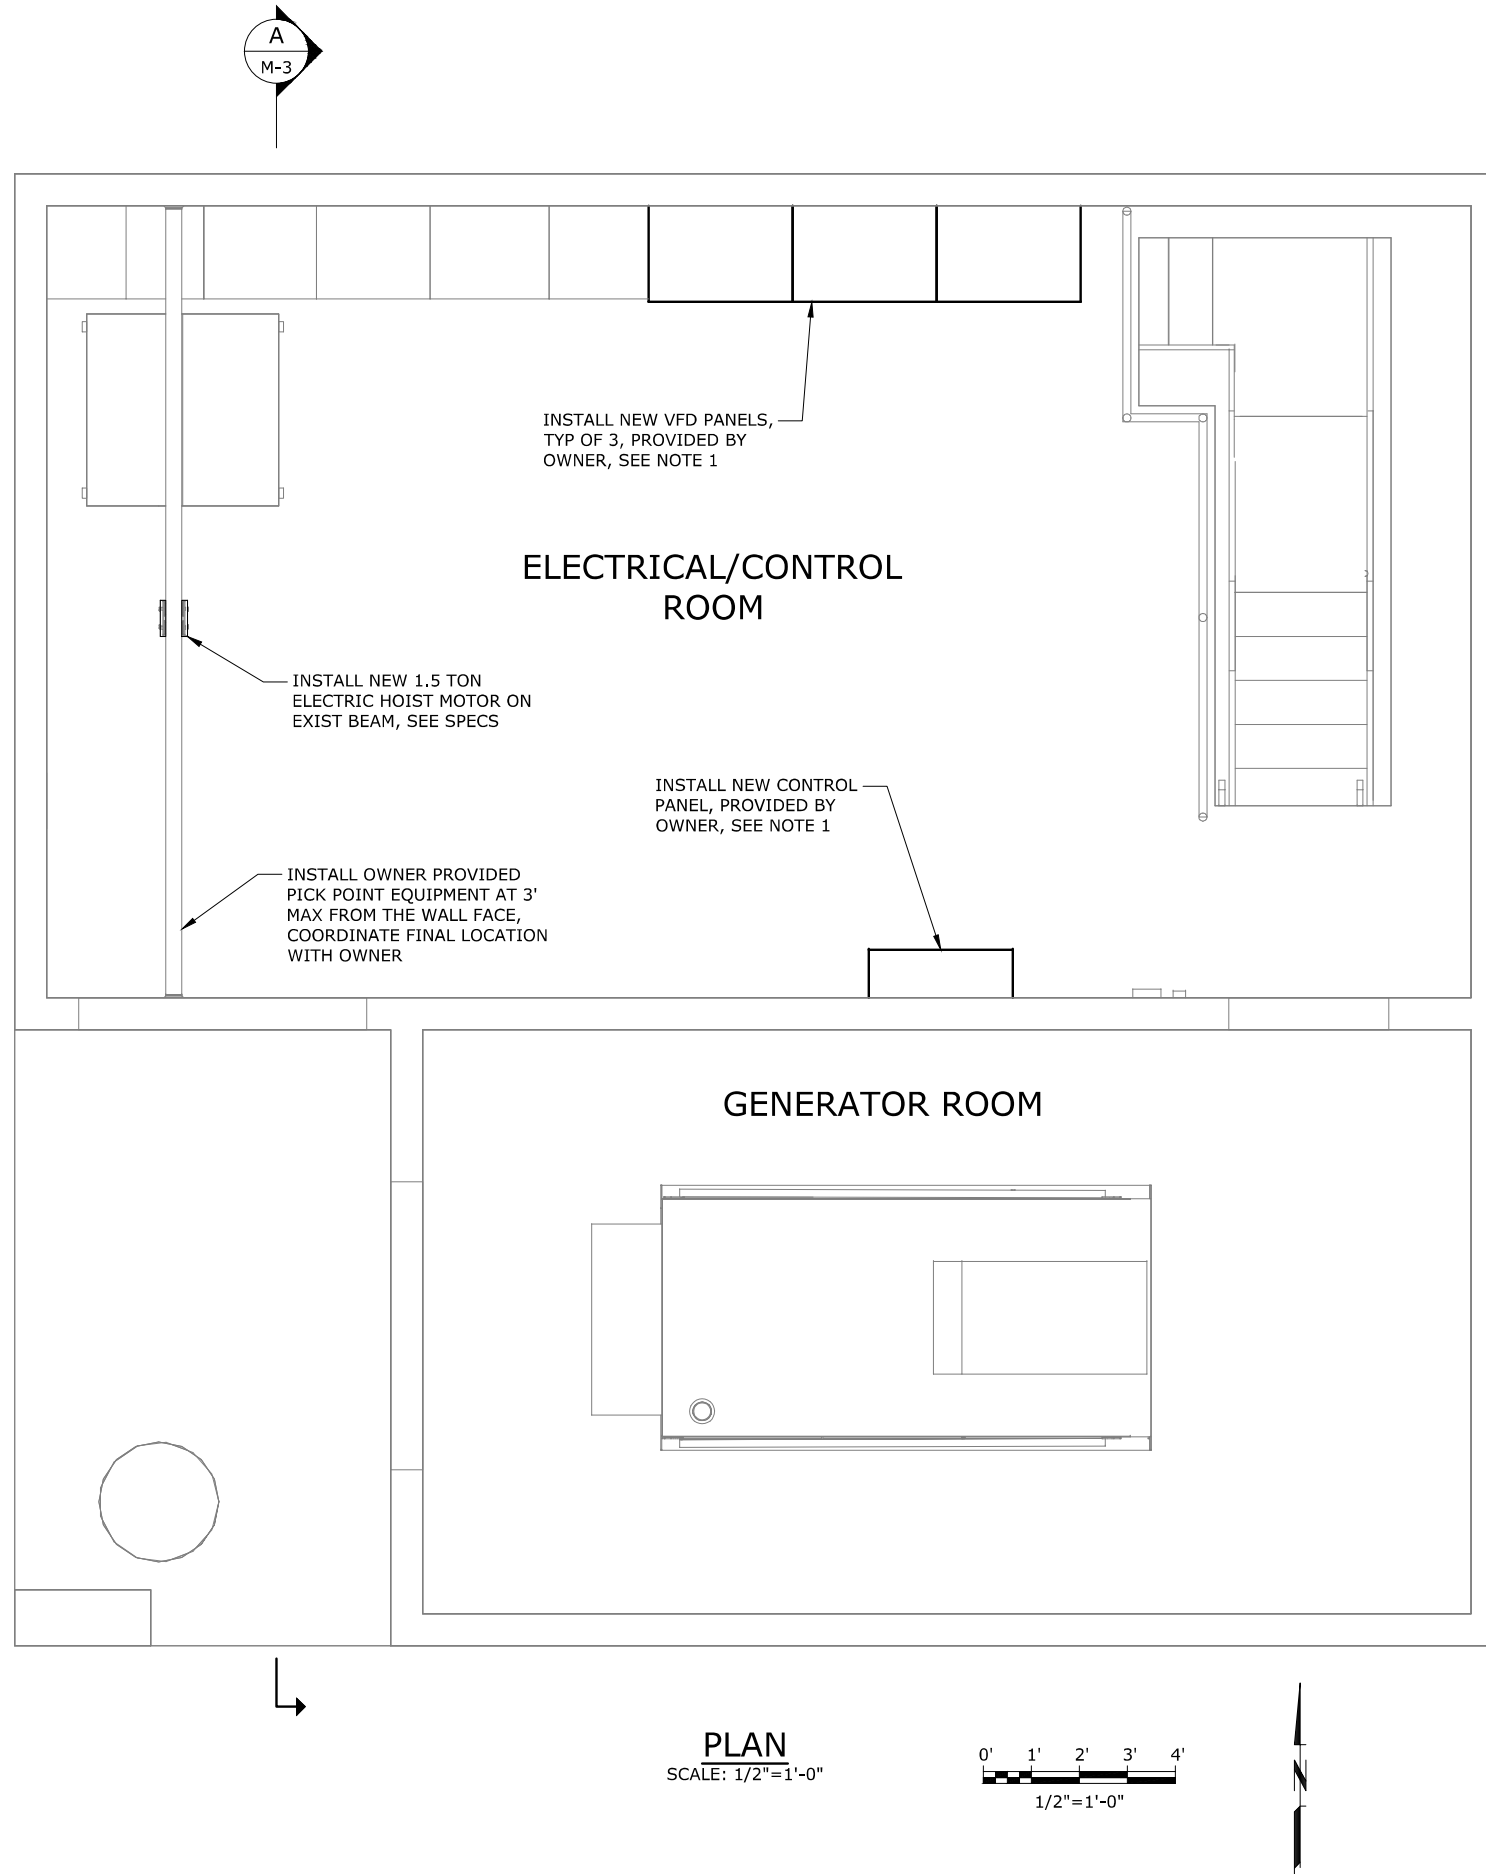 A
M-3
INSTALL NEW VFD PANELS,
TYP OF 3, PROVIDED BY
OWNER, SEE NOTE 1
ELECTRICAL/CONTROL
ROOM
INSTALL NEW 1.5 TON
ELECTRIC HOIST MOTOR ON
EXIST BEAM, SEE SPECS
INSTALL NEW CONTROL
PANEL, PROVIDED BY
OWNER, SEE NOTE 1
INSTALL OWNER PROVIDED
PICK POINT EQUIPMENT AT 3'
MAX FROM THE WALL FACE,
COORDINATE FINAL LOCATION
WITH OWNER
GENERATOR ROOM
PLAN
SCALE: 1/2"=1'-0"
0' 1' 2' 3' 4'
1/2"=1'-0"
N